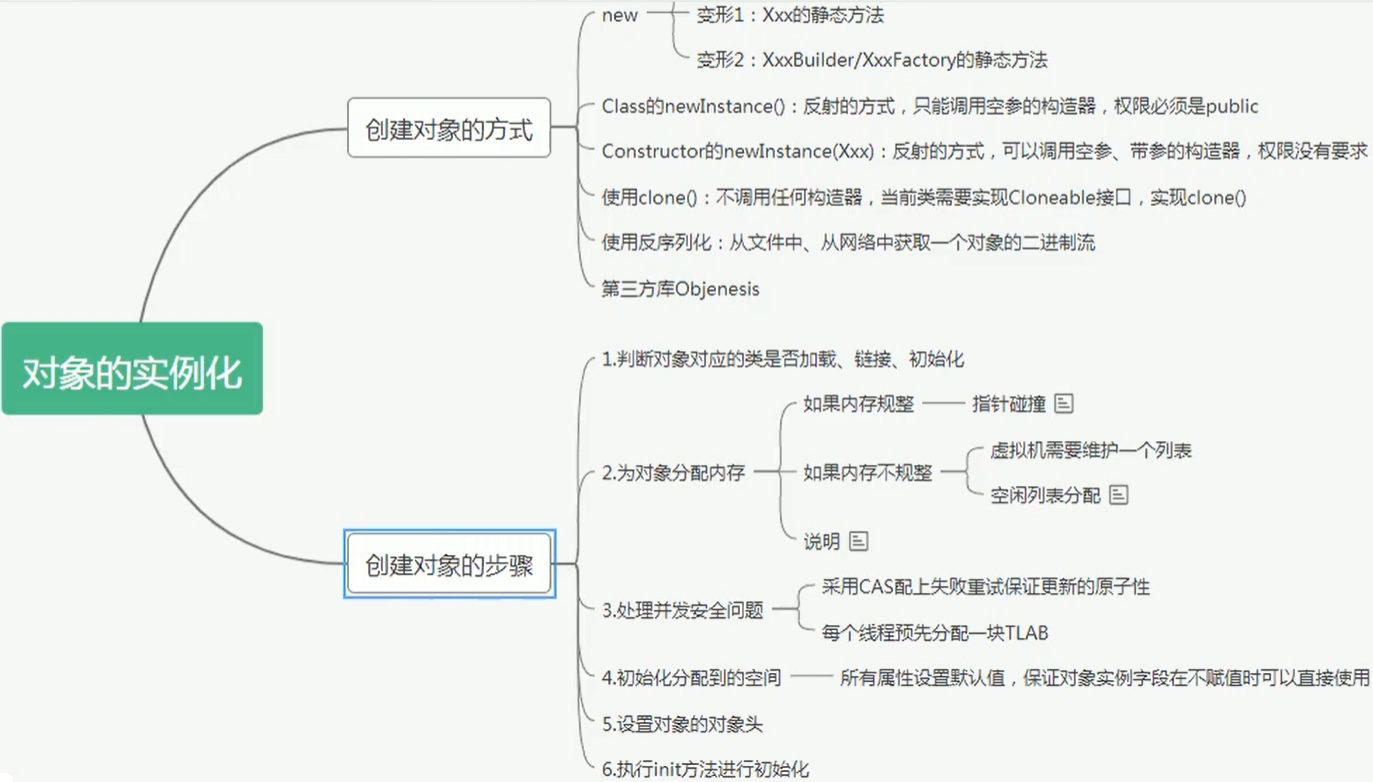 对象的实例化
创建对象的方式
new
变形1：Xxx的静态方法
变形2：XxxBuilder/XxxFactory的静态方法
Class的newInstance()：反射的方式，只能调用空参的构造器，权限必须是public
Constructor的newInstance(Xxx)：反射的方式，可以调用空参、带参的构造器，权限没有要求
使用clone()：不调用任何构造器，当前类需要实现Cloneable接口，实现clone()
使用反序列化：从文件中、从网络中获取一个对象的二进制流
第三方库Objenesis
创建对象的步骤
1.判断对象对应的类是否加载、链接、初始化
2.为对象分配内存
如果内存规整
指针碰撞
如果内存不规整
虚拟机需要维护一个列表
空闲列表分配
说明
3.处理并发安全问题
采用CAS配上失败重试保证更新的原子性
每个线程预先分配一块TLAB
4.初始化分配到的空间
所有属性设置默认值，保证对象实例字段在不赋值时可以直接使用
5.设置对象的对象头
6.执行init方法进行初始化